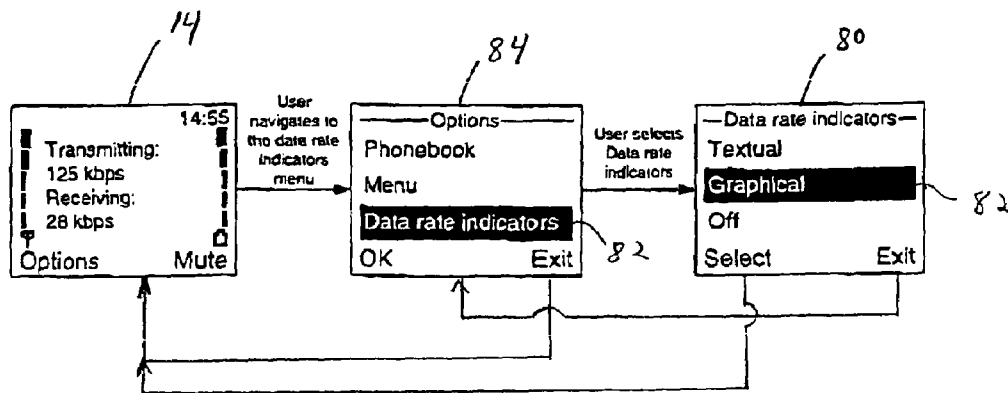 14
84
80
14:55
Transmitting:
125 kbps
Receiving:
28 kbps
Options
Mute
User
navigates to
the data rate
indicators
menu
Options
Phonebook
Menu
Data rate indicators
OK
Exit
82
User selects
Data rate
indicators
Data rate indicators
Textual
Graphical
Off
Select
Exit
82